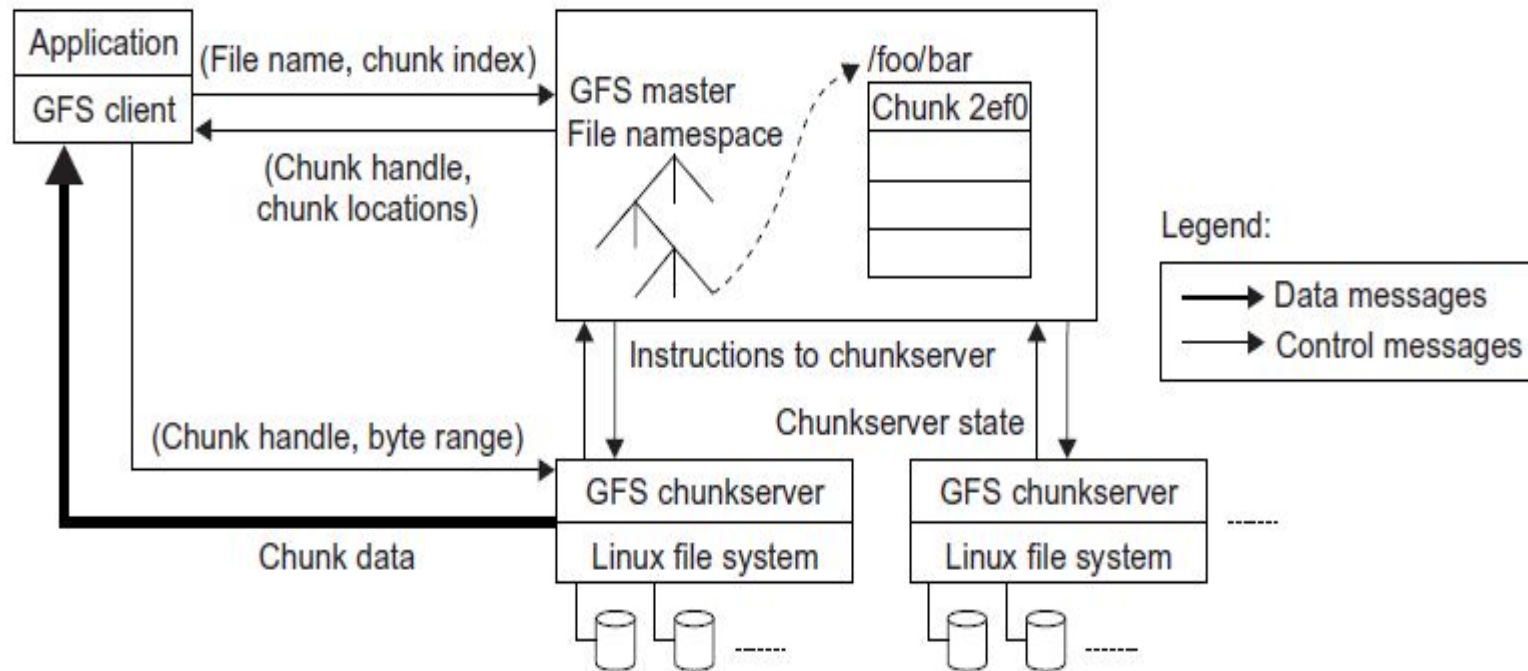 Application
GFS client
(File name, chunk index)
(Chunk handle,
chunk locations)
GFS master
File namespace
/foo/bar
Chunk 2ef0
Legend:
Data messages
Control messages
Instructions to chunkserver
Chunkserver state
(Chunk handle, byte range)
Chunk data
GFS chunkserver
Linux file system
GFS chunkserver
Linux file system